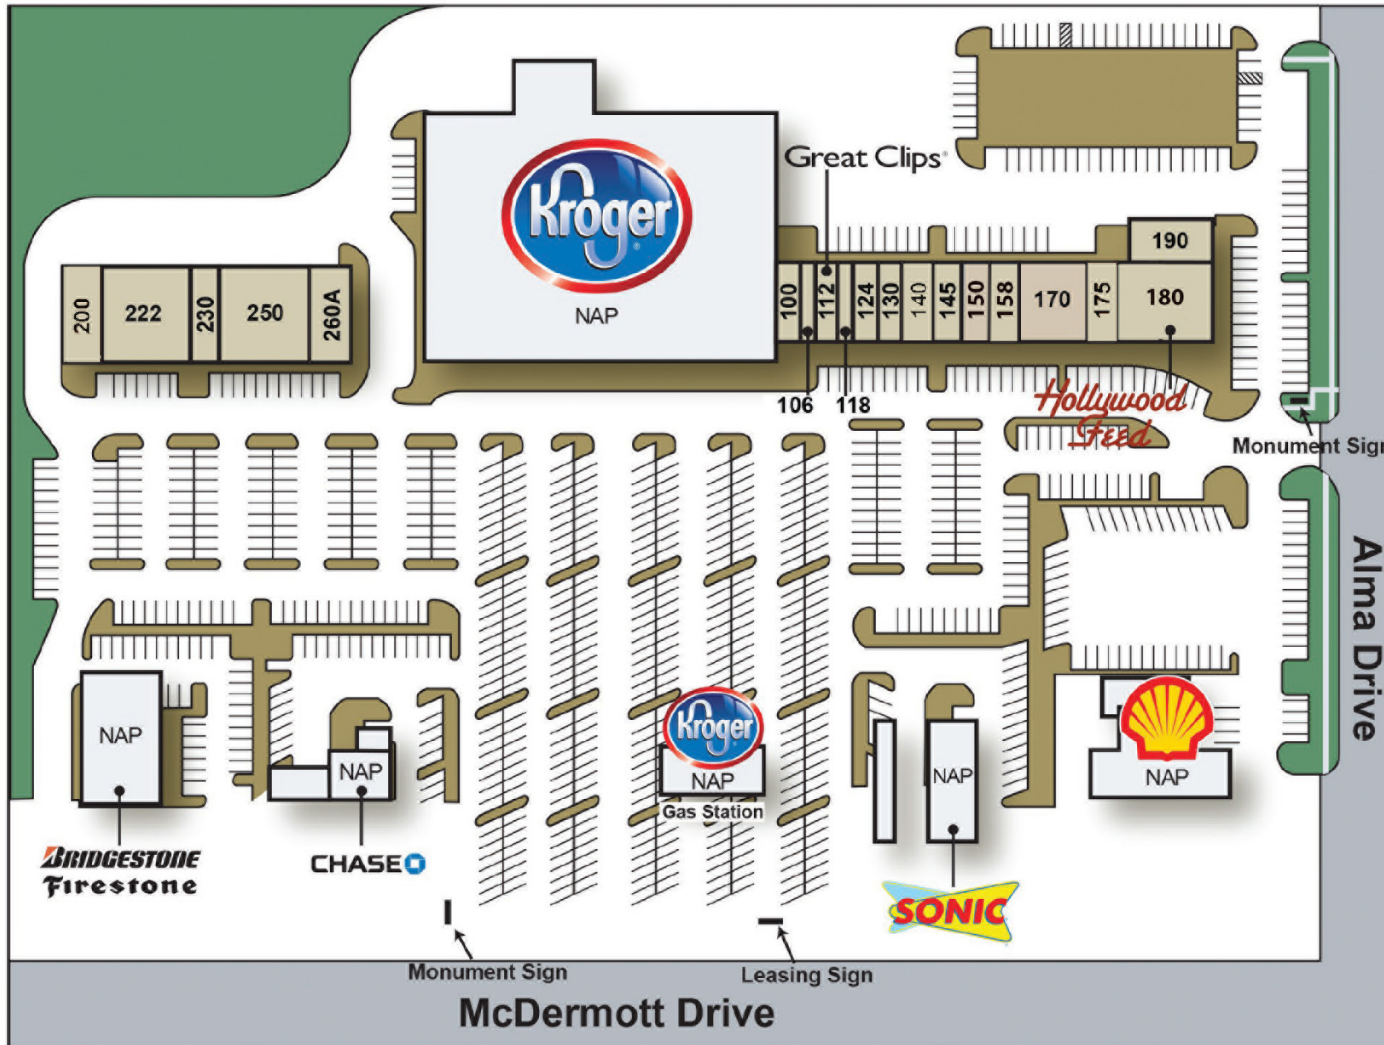 Great Clips®
Kroger
NAP
190
200
222
230
250
260A
100
112
124
130
140
145
150
158
170
175
180
106
118
Hollywood
Feed
Monument Sign
Alma Drive
NAP
BRIDGESTONE
Firestone
NAP
CHASE
Kroger
NAP
Gas Station
NAP
SONIC
NAP
Monument Sign
Leasing Sign
McDermott Drive